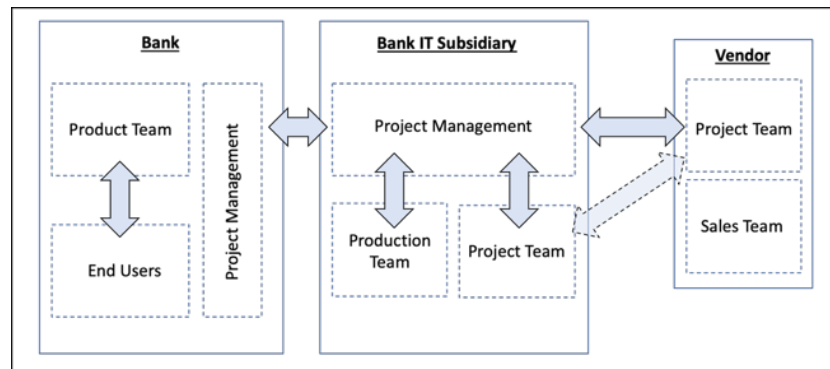 Bank
Product Team
End Users
Project Management
Bank IT Subsidiary
Project Management
Production
Team
Project Team
Vendor
Project Team
Sales Team